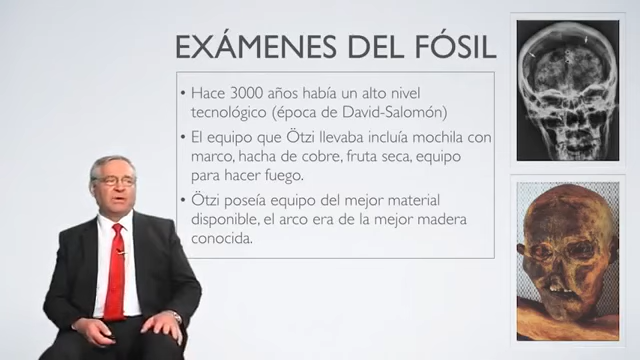 EXÁMENES DEL FÓSIL
• Hace 3000 años había un alto nivel
tecnológico (época de David-Salomón)
• El equipo que Ötzi llevaba incluía mochila con
marco, hacha de cobre, fruta seca, equipo
para hacer fuego.
• Ötzi poseía equipo del mejor material
disponible, el arco era de la mejor madera
conocida.